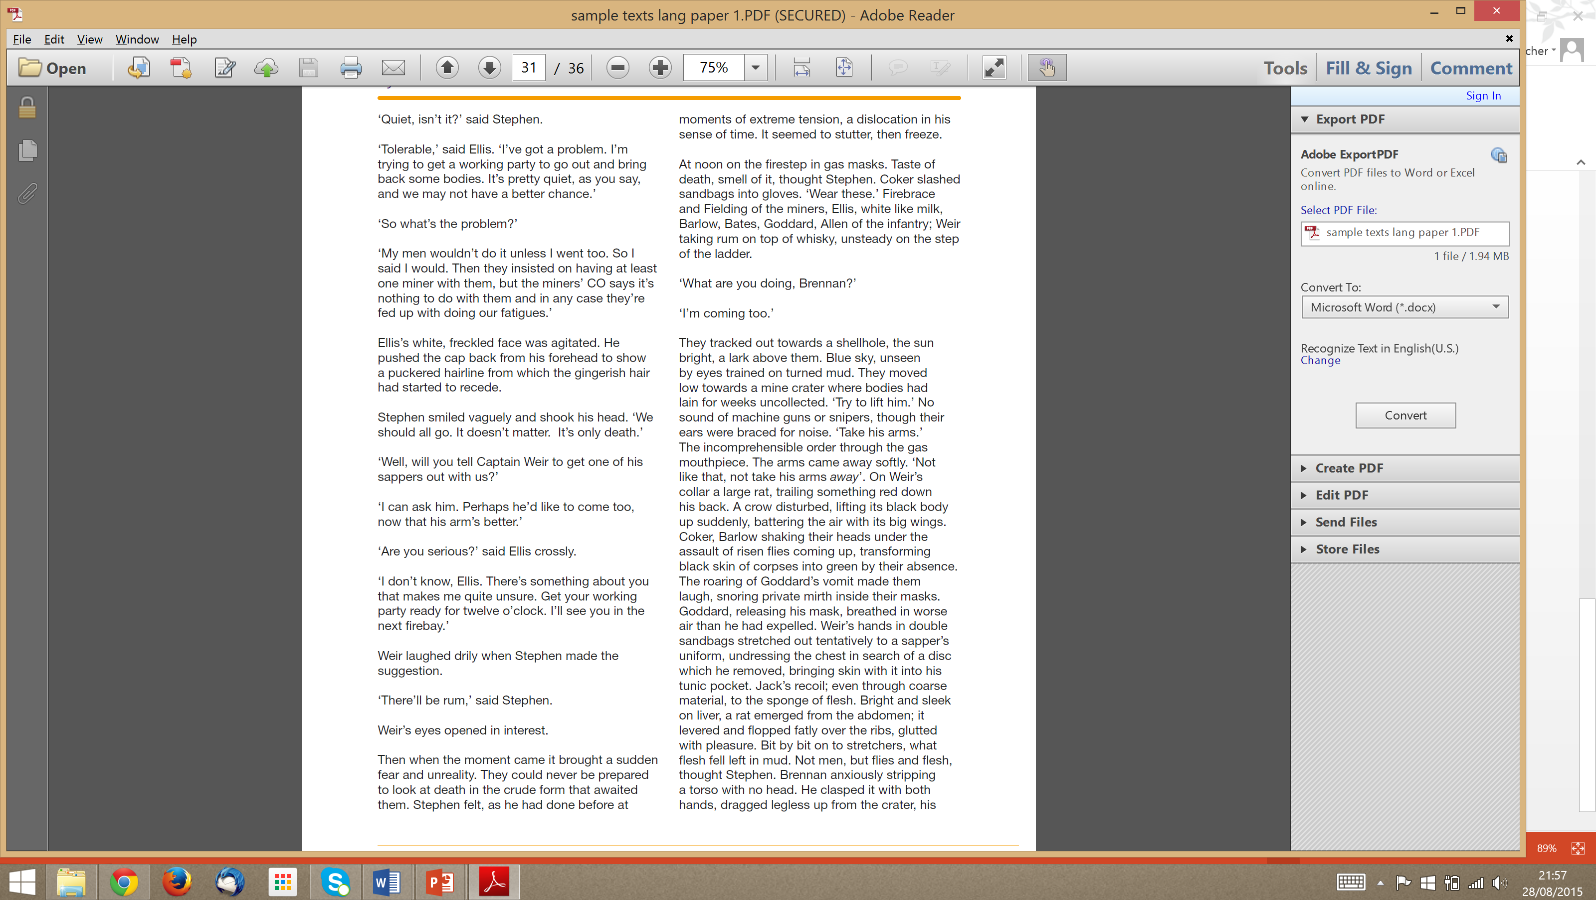 sample texts lang paper 1.PDF (SECURED) - Adobe Reader
File Edit View Window Help
Open 31 / 36 75% Tools Fill & Sign Comment
cher
Sign In
‘Quiet, isn’t it?’ said Stephen.
‘Tolerable,’ said Ellis. ‘I’ve got a problem. I’m
trying to get a working party to go out and bring
back some bodies. It’s pretty quiet, as you say,
and we may not have a better chance.’
‘So what’s the problem?’
‘My men wouldn’t do it unless I went too. So I
said I would. Then they insisted on having at least
one miner with them, but the miners’ CO says it’s
nothing to do with them and in any case they’re
fed up with doing our fatigues.’
Ellis’s white, freckled face was agitated. He
pushed the cap back from his forehead to show
a puckered hairline from which the gingerish hair
had started to recede.
Stephen smiled vaguely and shook his head. ‘We
should all go. It doesn’t matter.  It’s only death.’
‘Well, will you tell Captain Weir to get one of his
sappers out with us?’
‘I can ask him. Perhaps he’d like to come too,
now that his arm’s better.’
‘Are you serious?’ said Ellis crossly.
‘I don’t know, Ellis. There’s something about you
that makes me quite unsure. Get your working
party ready for twelve o’clock. I’ll see you in the
next firebay.’
Weir laughed drily when Stephen made the
suggestion.
‘There’ll be rum,’ said Stephen.
Weir’s eyes opened in interest.
Then when the moment came it brought a sudden
fear and unreality. They could never be prepared
to look at death in the crude form that awaited
them. Stephen felt, as he had done before at
moments of extreme tension, a dislocation in his
sense of time. It seemed to stutter, then freeze.
At noon on the firestep in gas masks. Taste of
death, smell of it, thought Stephen. Coker slashed
sandbags into gloves. ‘Wear these.’ Firebrace
and Fielding of the miners, Ellis, white like milk,
Barlow, Bates, Goddard, Allen of the infantry; Weir
taking rum on top of whisky, unsteady on the step
of the ladder.
‘What are you doing, Brennan?’
‘I’m coming too.’
They tracked out towards a shellhole, the sun
bright, a lark above them. Blue sky, unseen
by eyes trained on turned mud. They moved
low towards a mine crater where bodies had
lain for weeks uncollected. ‘Try to lift him.’ No
sound of machine guns or snipers, though their
ears were braced for noise. ‘Take his arms.’
The incomprehensible order through the gas
mouthpiece. The arms came away softly. ‘Not
like that, not take his arms away’. On Weir’s
collar a large rat, trailing something red down
his back. A crow disturbed, lifting its black body
up suddenly, battering the air with its big wings.
Coker, Barlow shaking their heads under the
assault of risen flies coming up, transforming
black skin of corpses into green by their absence.
The roaring of Goddard’s vomit made them
laugh, snoring private mirth inside their masks.
Goddard, releasing his mask, breathed in worse
air than he had expelled. Weir’s hands in double
sandbags stretched out tentatively to a sapper’s
uniform, undressing the chest in search of a disc
which he removed, bringing skin with it into his
tunic pocket. Jack’s recoil; even through coarse
material, to the sponge of flesh. Bright and sleek
on liver, a rat emerged from the abdomen; it
levered and flopped fatly over the ribs, glutted
with pleasure. Bit by bit on to stretchers, what
flesh fell left in mud. Not men, but flies and flesh,
thought Stephen. Brennan anxiously stripping
a torso with no head. He clasped it with both
hands, dragged legless up from the crater, his
Export PDF
Adobe ExportPDF
Convert PDF files to Word or Excel
online.
Select PDF File:
sample texts lang paper 1.PDF
1 file / 1.94 MB
Convert To:
Microsoft Word (*.docx)
Recognize Text in English(U.S.)
Change
Convert
Create PDF
Edit PDF
Send Files
Store Files
89%
21:57
28/08/2015